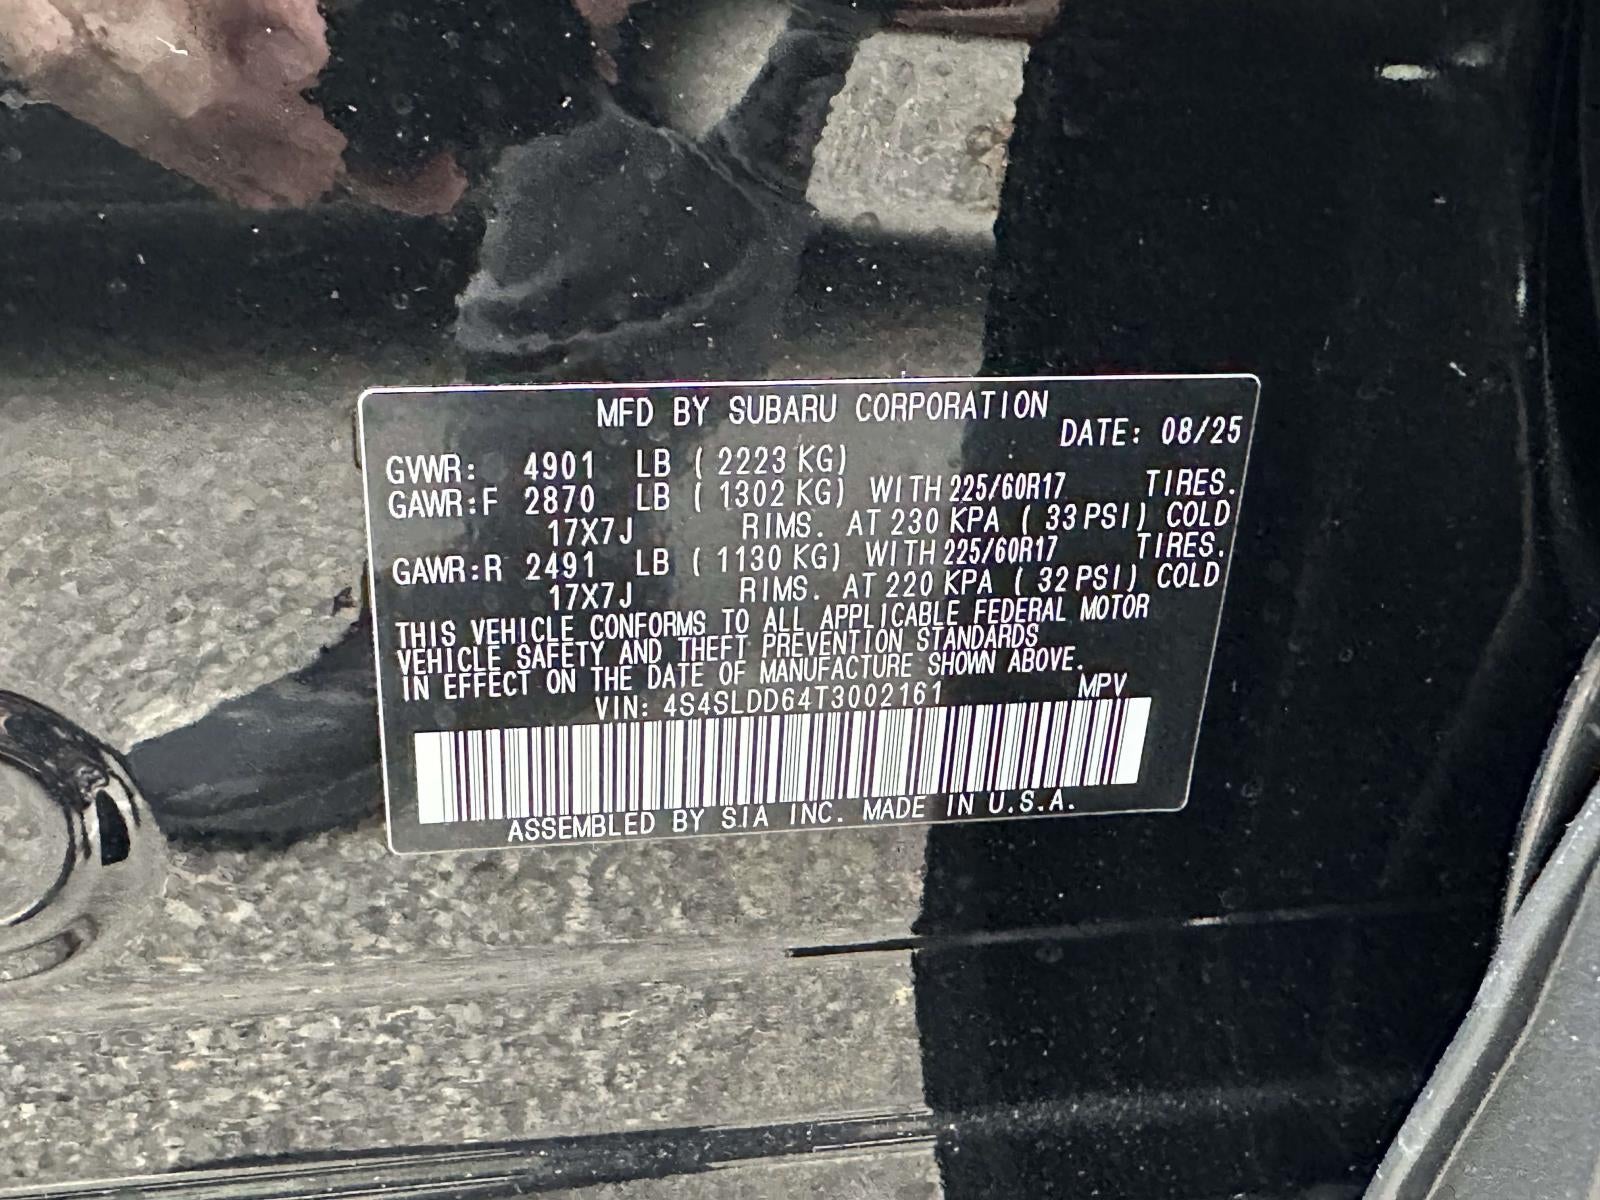 MFD BY SUBARU CORPORATION
DATE: 08/25
GVWR: 4901 LB ( 2223 KG)
GAWR:F 2870 LB ( 1302 KG) WITH 225/60R17 TIRES.
17X7J RIMS. AT 230 KPA ( 33 PSI) COLD
GAWR:R 2491 LB ( 1130 KG) WITH 225/60R17 TIRES.
17X7J RIMS. AT 220 KPA ( 32 PSI) COLD
THIS VEHICLE CONFORMS TO ALL APPLICABLE FEDERAL MOTOR
VEHICLE SAFETY AND THEFT PREVENTION STANDARDS
IN EFFECT ON THE DATE OF MANUFACTURE SHOWN ABOVE.
VIN: 4S4SLDD64T3002161 MPV
ASSEMBLED BY SIA INC. MADE IN U.S.A.